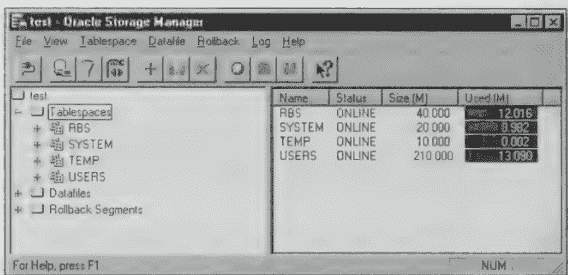 test - Oracle Storage Manager
File View Tablespace Datafile Rollback Log Help
test
Tablespaces
RBS
SYSTEM
TEMP
USERS
Datafiles
Rollback Segments
Name Status Size (M) Used (M)
RBS ONLINE 40.000 12.016
SYSTEM ONLINE 20.000 8.982
TEMP ONLINE 10.000 0.002
USERS ONLINE 210.000 13.090
For Help, press F1
NUM